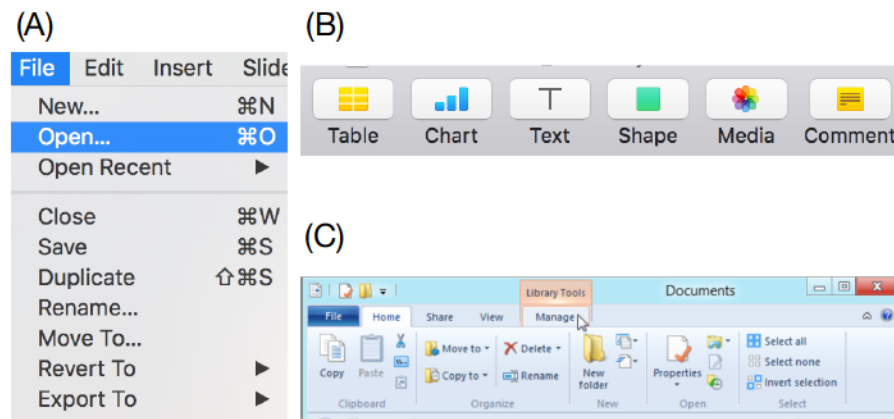 (A)
File Edit Insert Slide
New... ⌘N
Open... ⌘O
Open Recent ▶
Close ⌘W
Save ⌘S
Duplicate ⇧⌘S
Rename...
Move To...
Revert To ▶
Export To ▶
(B)
Table Chart Text Shape Media Comment
(C)
Library Tools Documents
File Home Share View Manage
Copy Paste Move to Copy to Delete Rename New folder Properties Select all Select none Invert selection
Clipboard Organize New Open Select